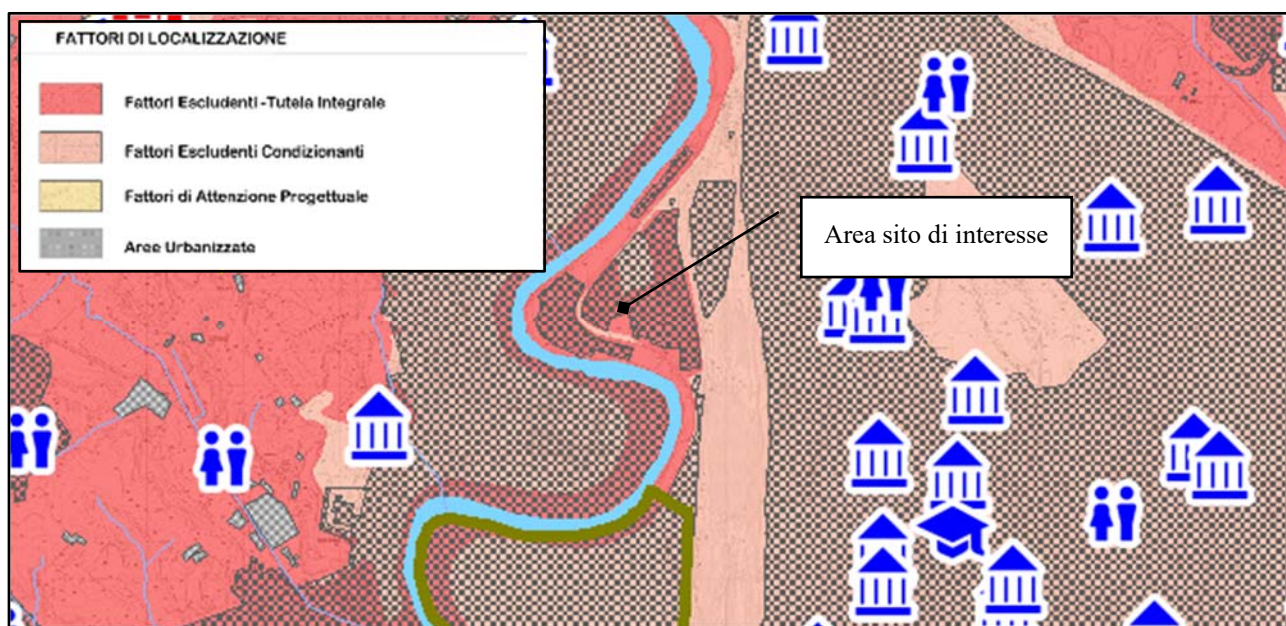 FATTORI DI LOCALIZZAZIONE
Fattori Escludenti -Tutela Integrale
Fattori Escludenti Condizionanti
Fattori di Attenzione Progettuale
Aree Urbanizzate
Area sito di interesse